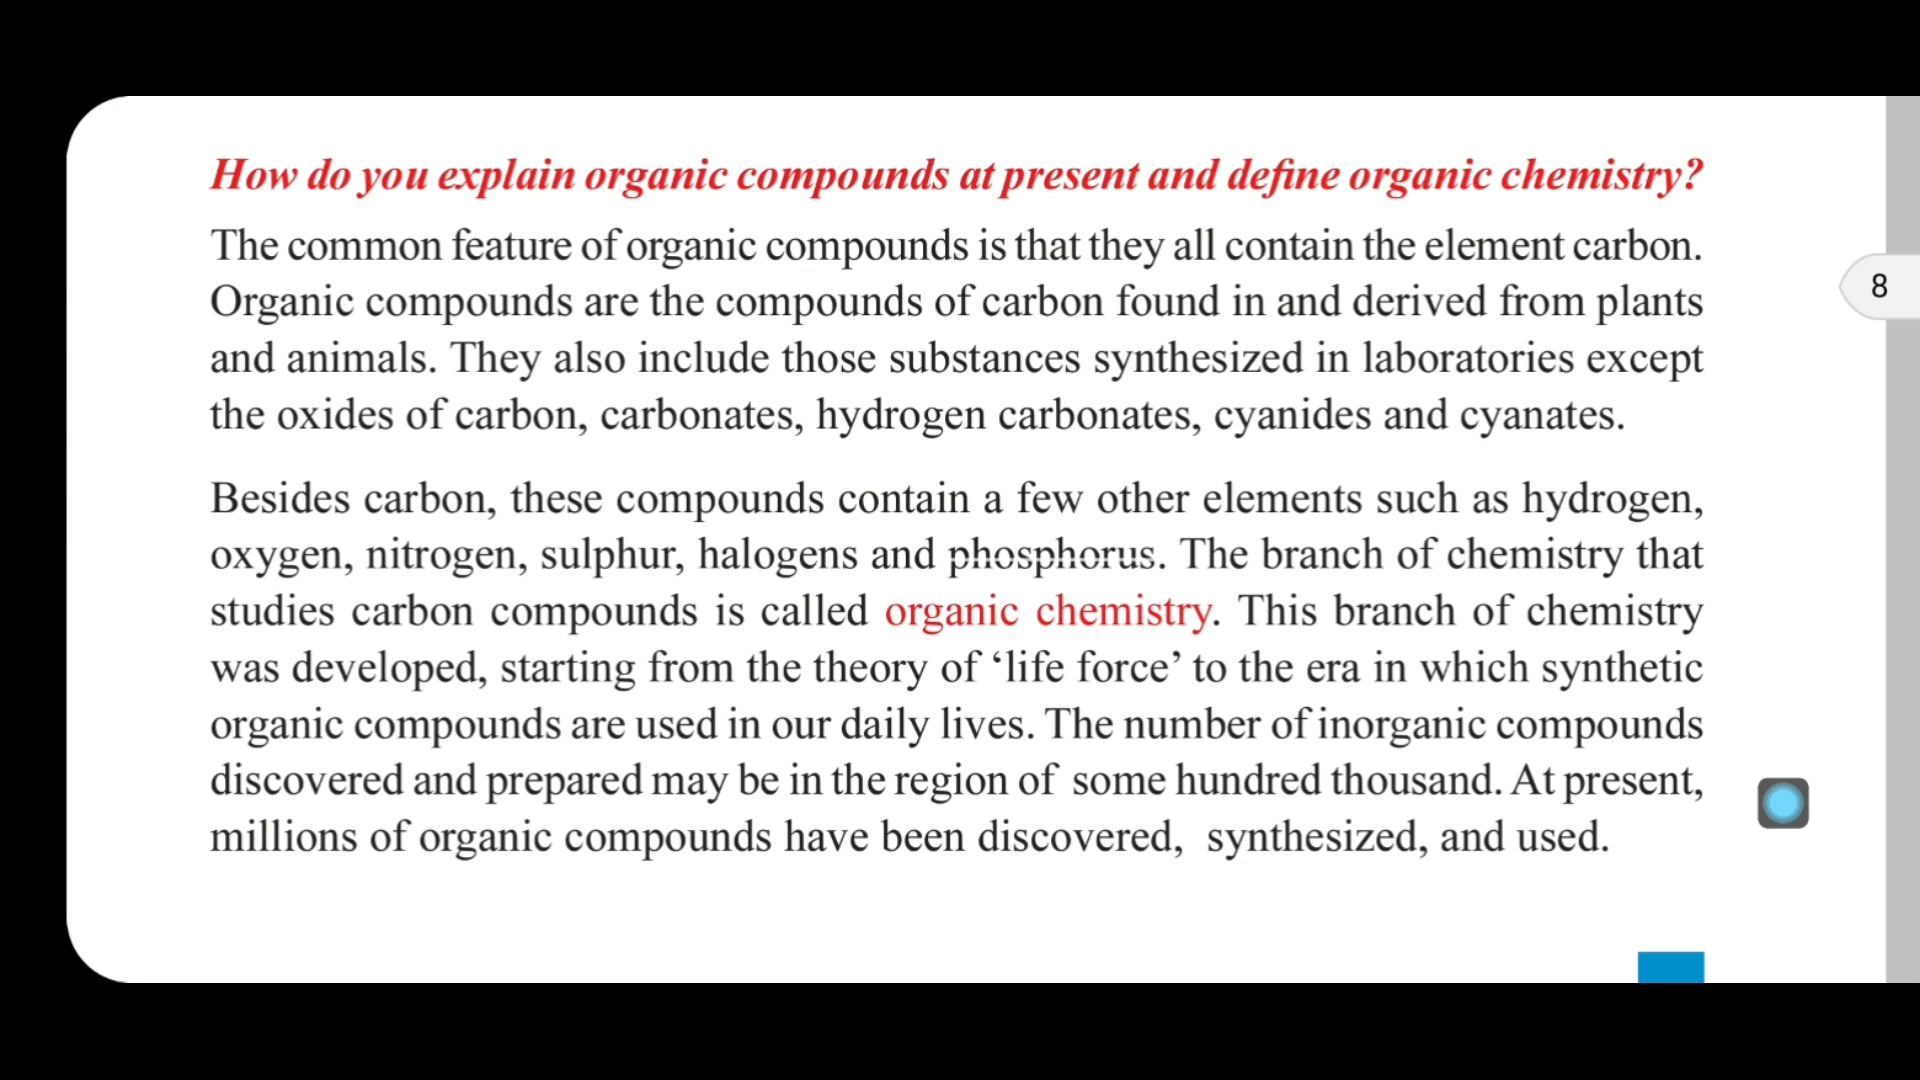 How do you explain organic compounds at present and define organic chemistry?
The common feature of organic compounds is that they all contain the element carbon.
Organic compounds are the compounds of carbon found in and derived from plants
and animals. They also include those substances synthesized in laboratories except
the oxides of carbon, carbonates, hydrogen carbonates, cyanides and cyanates.
8
Besides carbon, these compounds contain a few other elements such as hydrogen,
oxygen, nitrogen, sulphur, halogens and phosphorus. The branch of chemistry that
studies carbon compounds is called organic chemistry. This branch of chemistry
was developed, starting from the theory of ‘life force’ to the era in which synthetic
organic compounds are used in our daily lives. The number of inorganic compounds
discovered and prepared may be in the region of some hundred thousand. At present,
millions of organic compounds have been discovered, synthesized, and used.